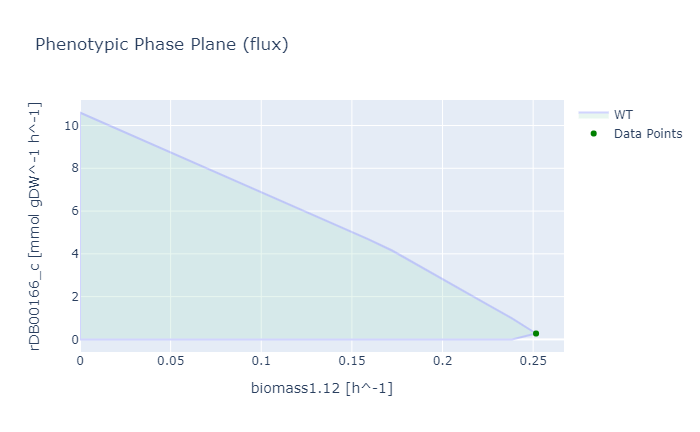 Phenotypic Phase Plane (flux)
WT
Data Points
rDB00166_c [mmol gDW^-1 h^-1]
10
8
6
4
2
0
0
0.05
0.1
0.15
0.2
0.25
biomass1.12 [h^-1]